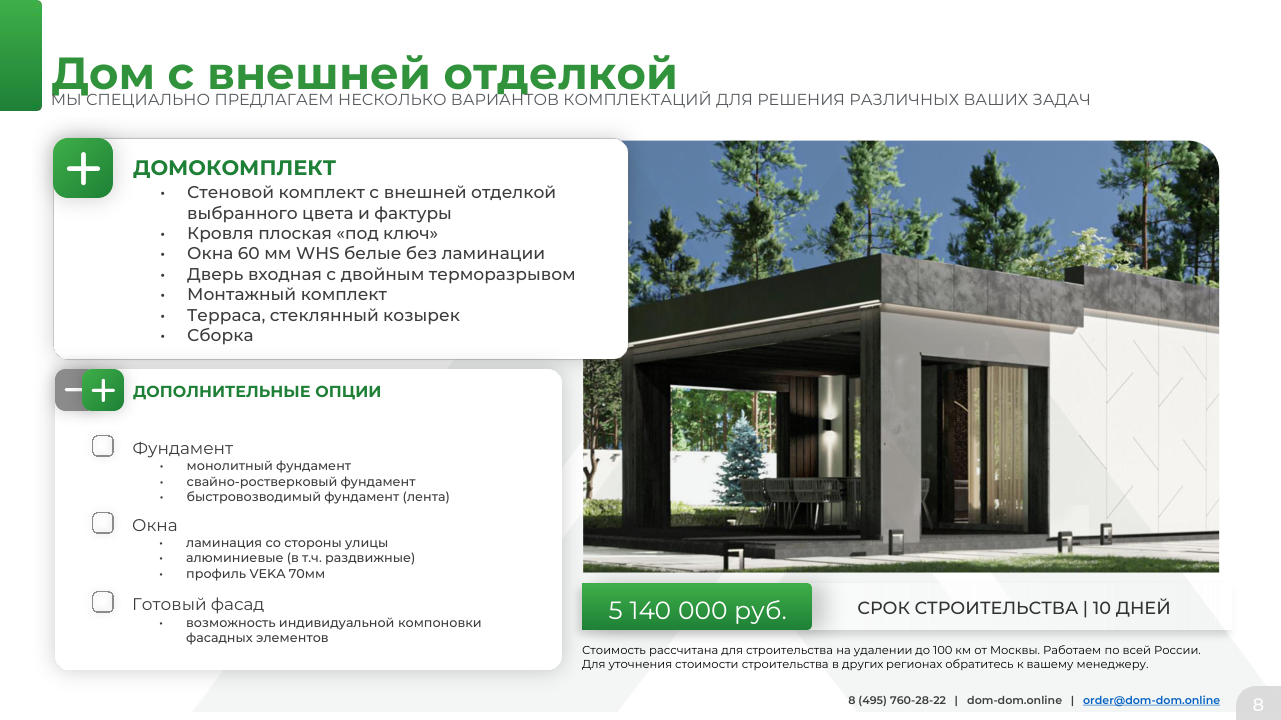 Дом с внешней отделкой
МЫ СПЕЦИАЛЬНО ПРЕДЛАГАЕМ НЕСКОЛЬКО ВАРИАНТОВ КОМПЛЕКТАЦИЙ ДЛЯ РЕШЕНИЯ РАЗЛИЧНЫХ ВАШИХ ЗАДАЧ
ДОМОКОМПЛЕКТ
• Стеновой комплект с внешней отделкой
выбранного цвета и фактуры
• Кровля плоская «под ключ»
• Окна 60 мм WHS белые без ламинации
• Дверь входная с двойным терморазрывом
• Монтажный комплект
• Терраса, стеклянный козырек
• Сборка
ДОПОЛНИТЕЛЬНЫЕ ОПЦИИ
Фундамент
• монолитный фундамент
• свайно-ростверковый фундамент
• быстровозводимый фундамент (лента)
Окна
• ламинация со стороны улицы
• алюминиевые (в т.ч. раздвижные)
• профиль VEKA 70мм
Готовый фасад
• возможность индивидуальной компоновки
фасадных элементов
5 140 000 руб.
СРОК СТРОИТЕЛЬСТВА | 10 ДНЕЙ
Стоимость рассчитана для строительства на удалении до 100 км от Москвы. Работаем по всей России.
Для уточнения стоимости строительства в других регионах обратитесь к вашему менеджеру.
8 (495) 760-28-22 | dom-dom.online | order@dom-dom.online
8